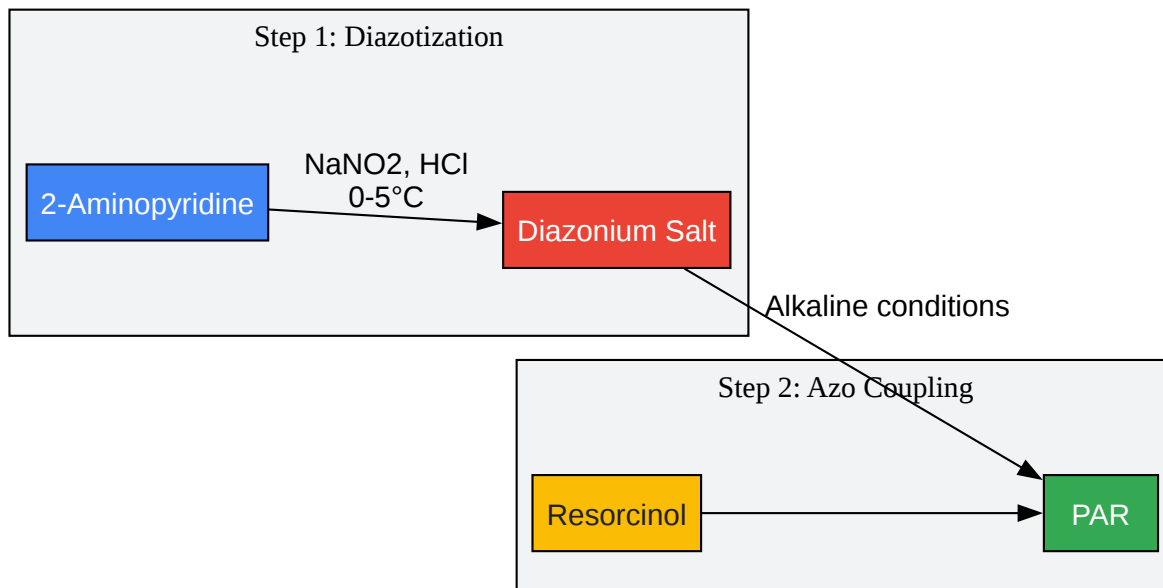 Step 1: Diazotization
NaNO2, HCl
0-5°C
2-Aminopyridine
Diazonium Salt
Alkaline conditions
Step 2: Azo Coupling
Resorcinol
PAR